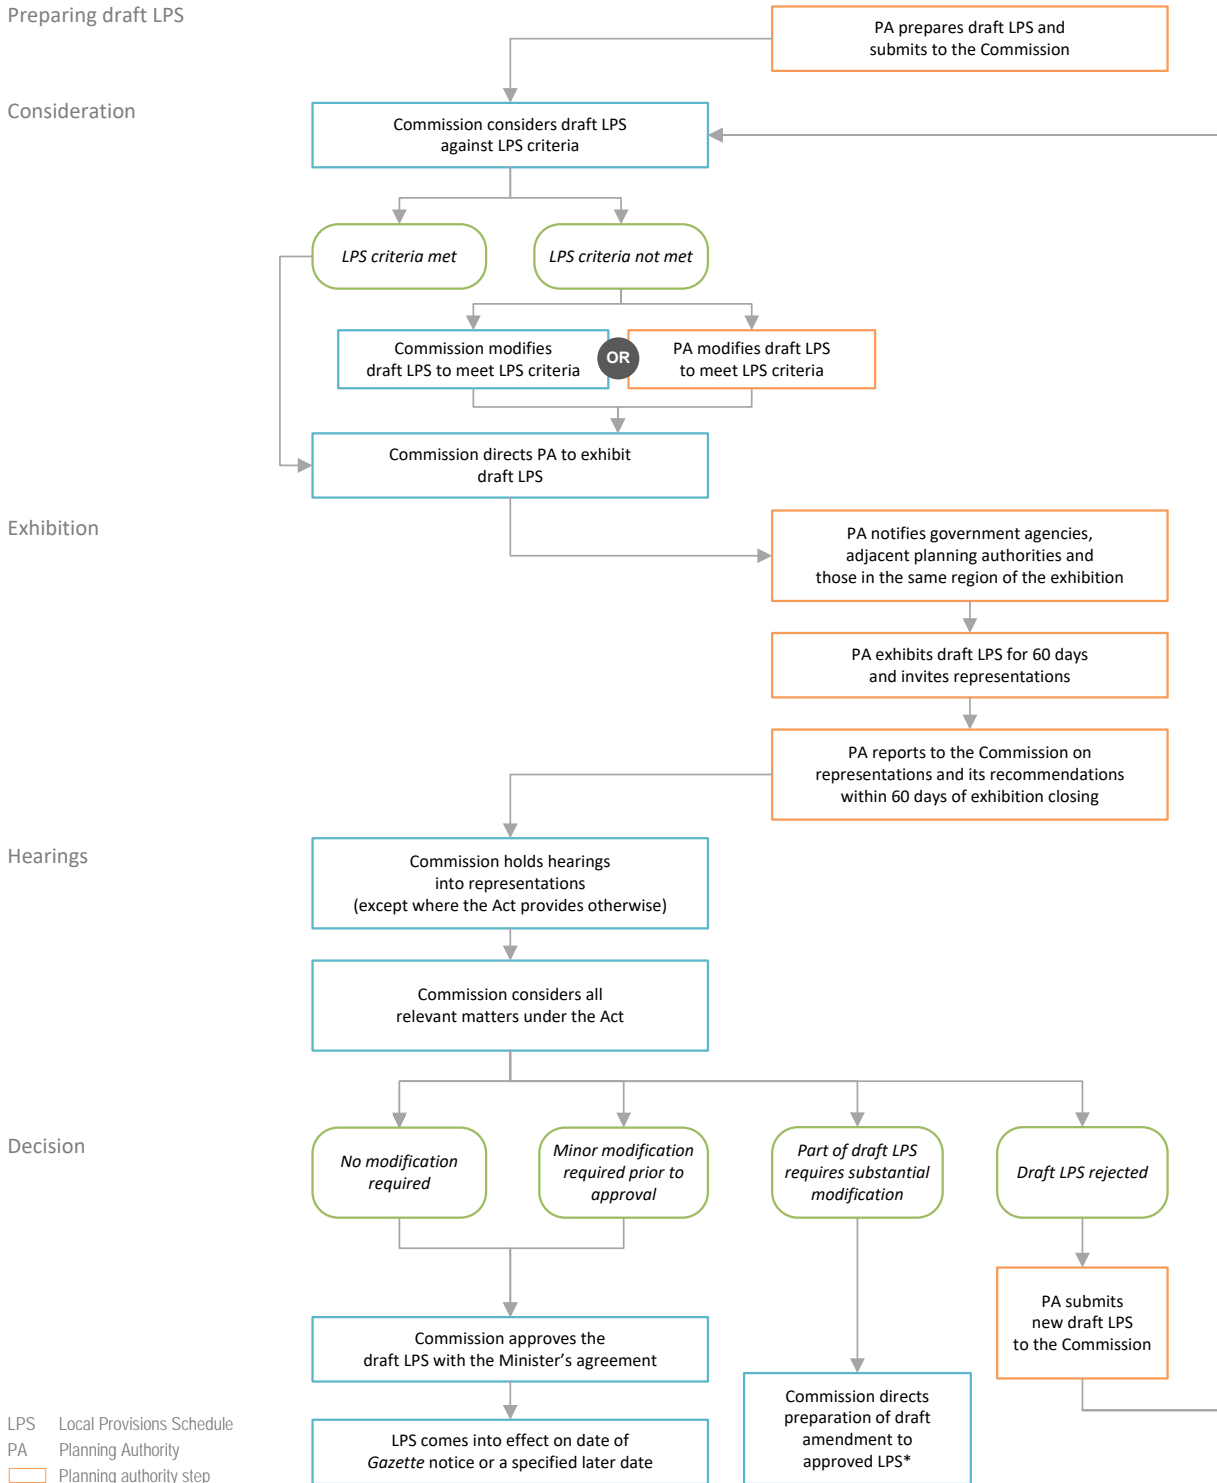 Preparing draft LPS
PA prepares draft LPS and
submits to the Commission
Consideration
Commission considers draft LPS
against LPS criteria
LPS criteria met
LPS criteria not met
Commission modifies
draft LPS to meet LPS criteria
OR
PA modifies draft LPS
to meet LPS criteria
Commission directs PA to exhibit
draft LPS
Exhibition
PA notifies government agencies,
adjacent planning authorities and
those in the same region of the exhibition
PA exhibits draft LPS for 60 days
and invites representations
PA reports to the Commission on
representations and its recommendations
within 60 days of exhibition closing
Hearings
Commission holds hearings
into representations
(except where the Act provides otherwise)
Commission considers all
relevant matters under the Act
Decision
No modification
required
Minor modification
required prior to
approval
Part of draft LPS
requires substantial
modification
Draft LPS rejected
PA submits
new draft LPS
to the Commission
Commission approves the
draft LPS with the Minister’s agreement
Commission directs
preparation of draft
amendment to
approved LPS*
LPS comes into effect on date of
Gazette notice or a specified later date
LPS Local Provisions Schedule
PA Planning Authority
Planning authority step